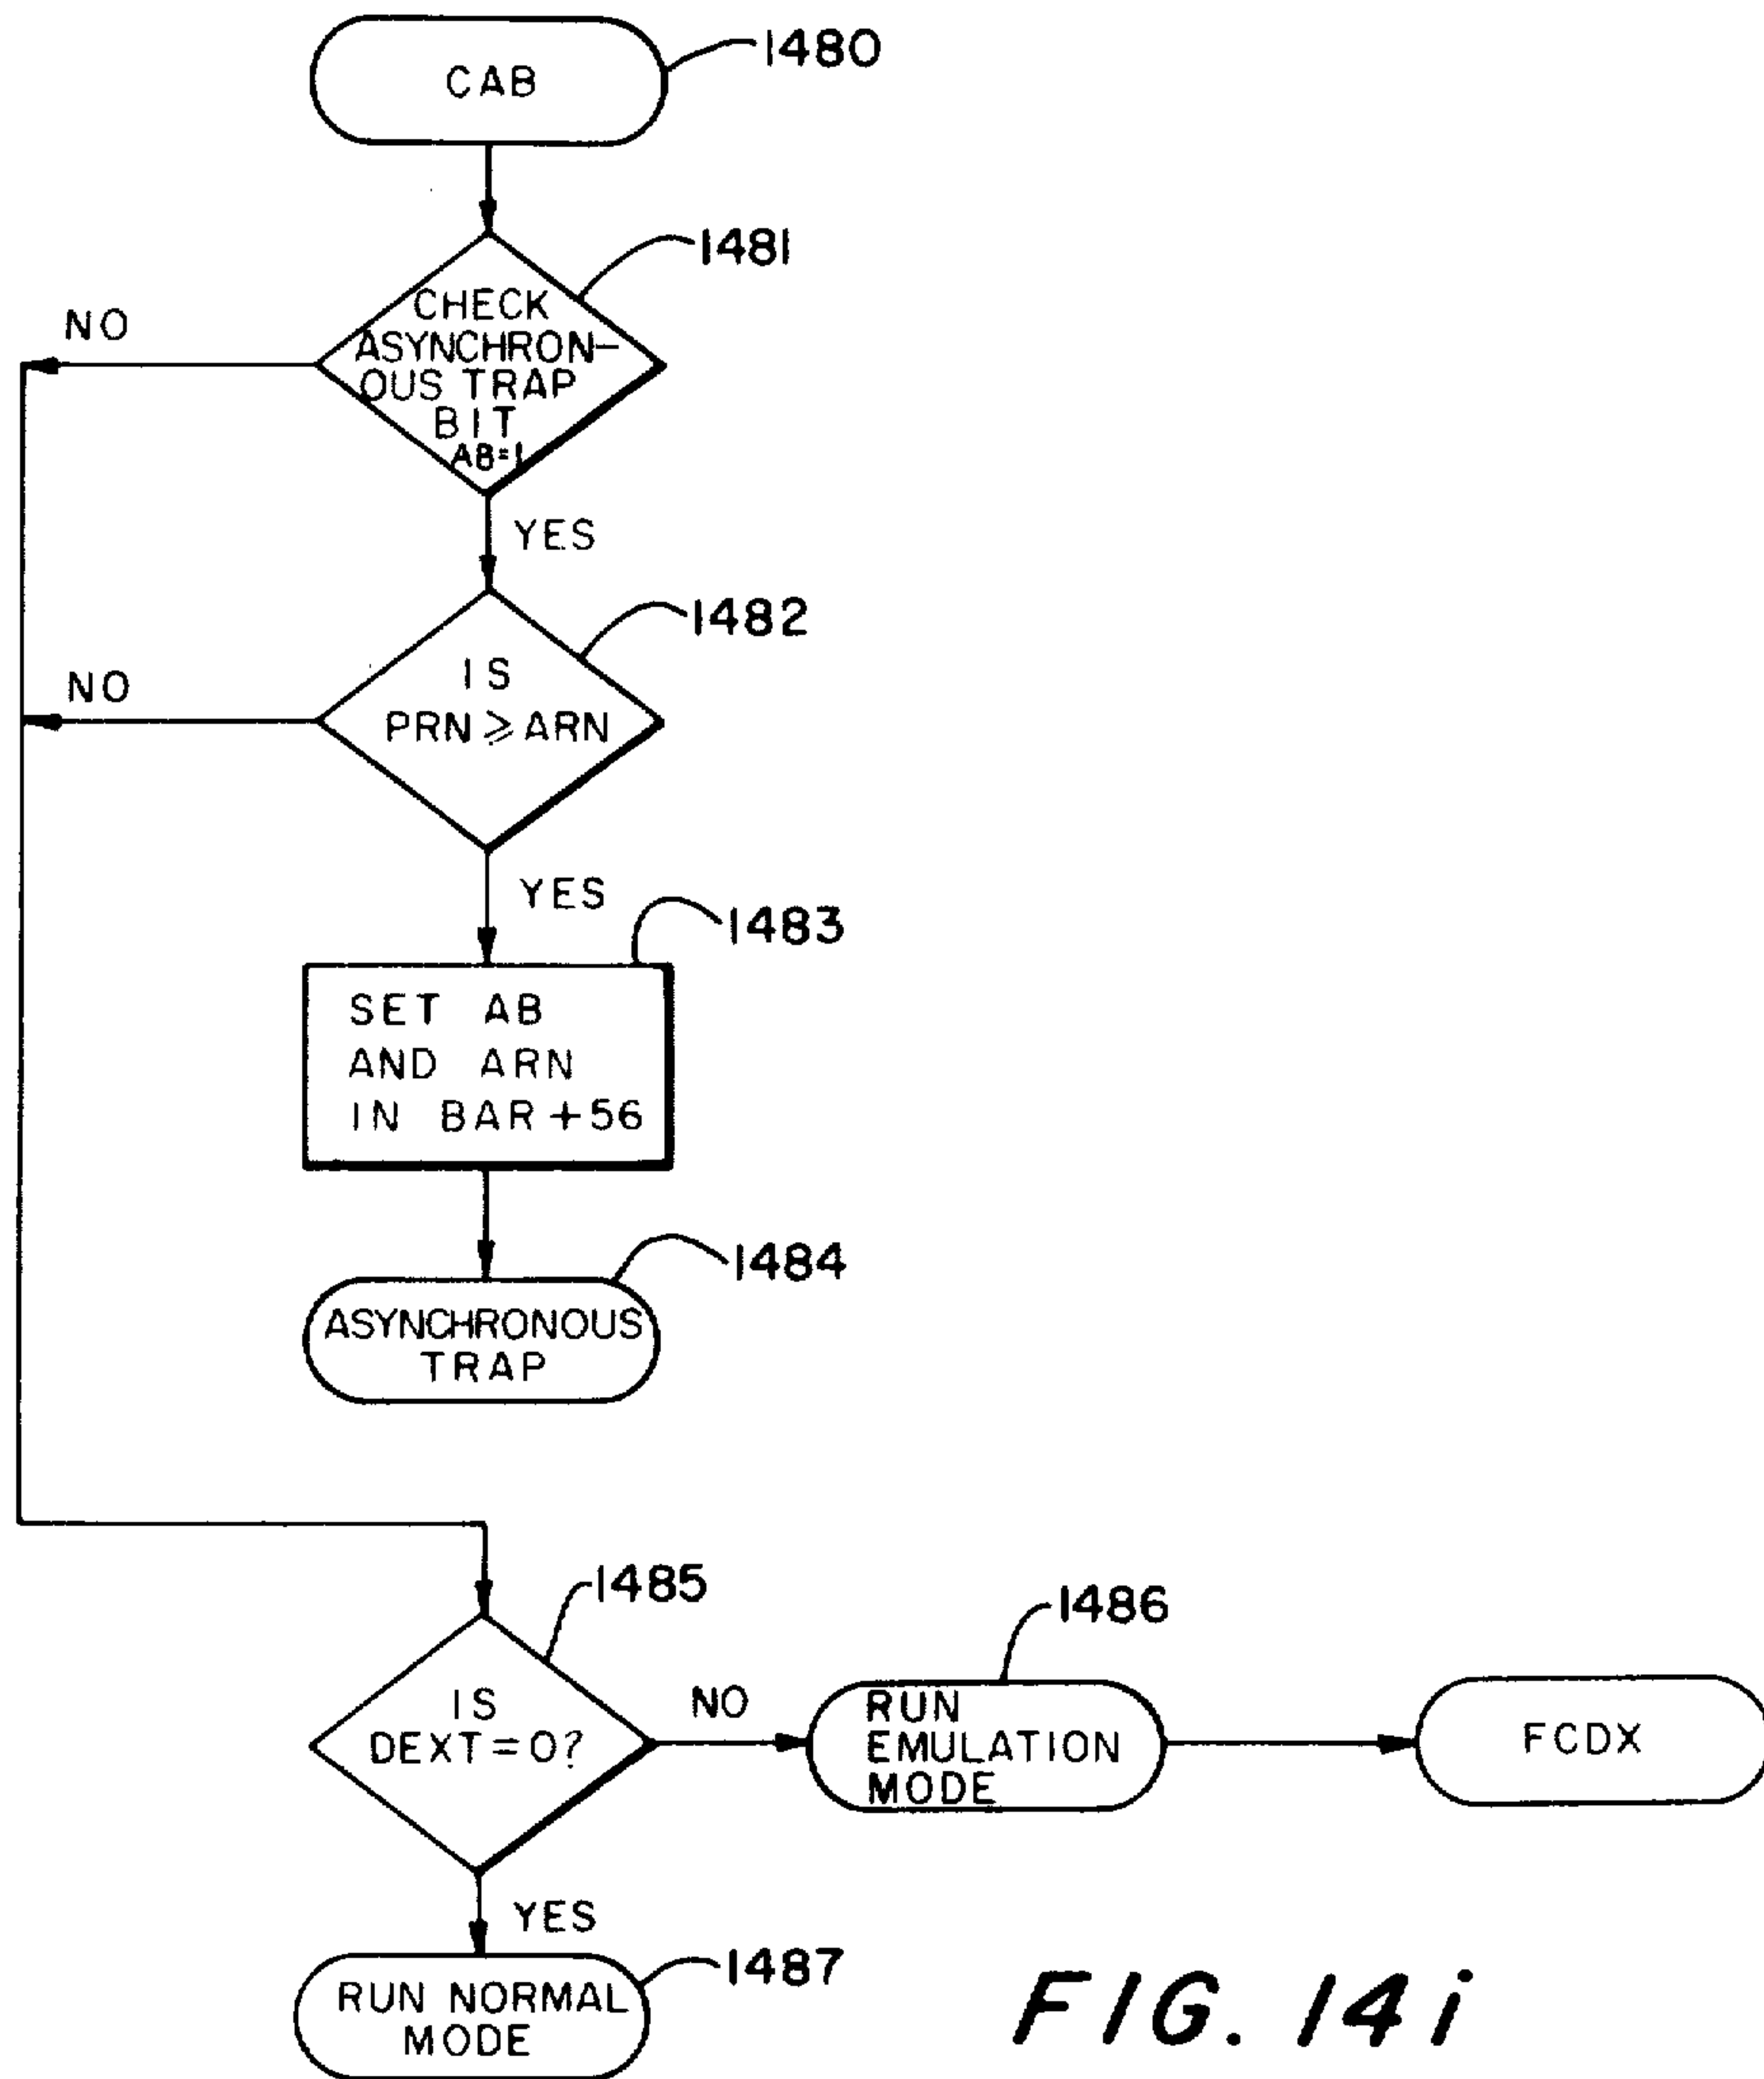 CAB
1480
1481
CHECK
ASYNCHRON-
OUS TRAP
BIT
AB=1
NO
YES
1482
IS
PRN ⩾ ARN
NO
YES
1483
SET AB
AND ARN
IN BAR+56
1484
ASYNCHRONOUS
TRAP
1485
IS
DEXT=0?
NO
1486
RUN
EMULATION
MODE
FCDX
YES
1487
RUN NORMAL
MODE
FIG. 14i